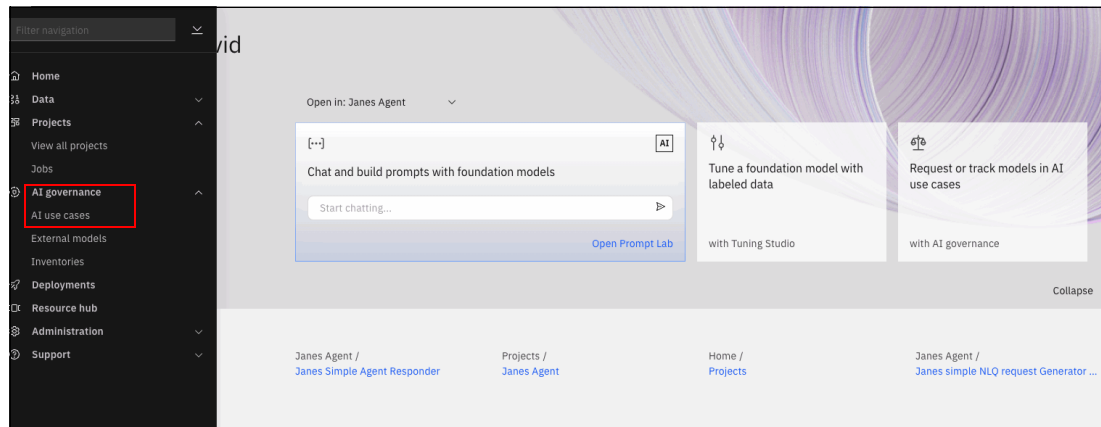 Filter navigation
Home
Data
Projects
View all projects
Jobs
AI governance
AI use cases
External models
Inventories
Deployments
Resource hub
Administration
Support
Open in: Janes Agent
[···]
AI
Chat and build prompts with foundation models
Start chatting...
Open Prompt Lab
Tune a foundation model with
labeled data
with Tuning Studio
Request or track models in AI
use cases
with AI governance
Collapse
Janes Agent /
Janes Simple Agent Responder
Projects /
Janes Agent
Home /
Projects
Janes Agent /
Janes simple NLQ request Generator ...